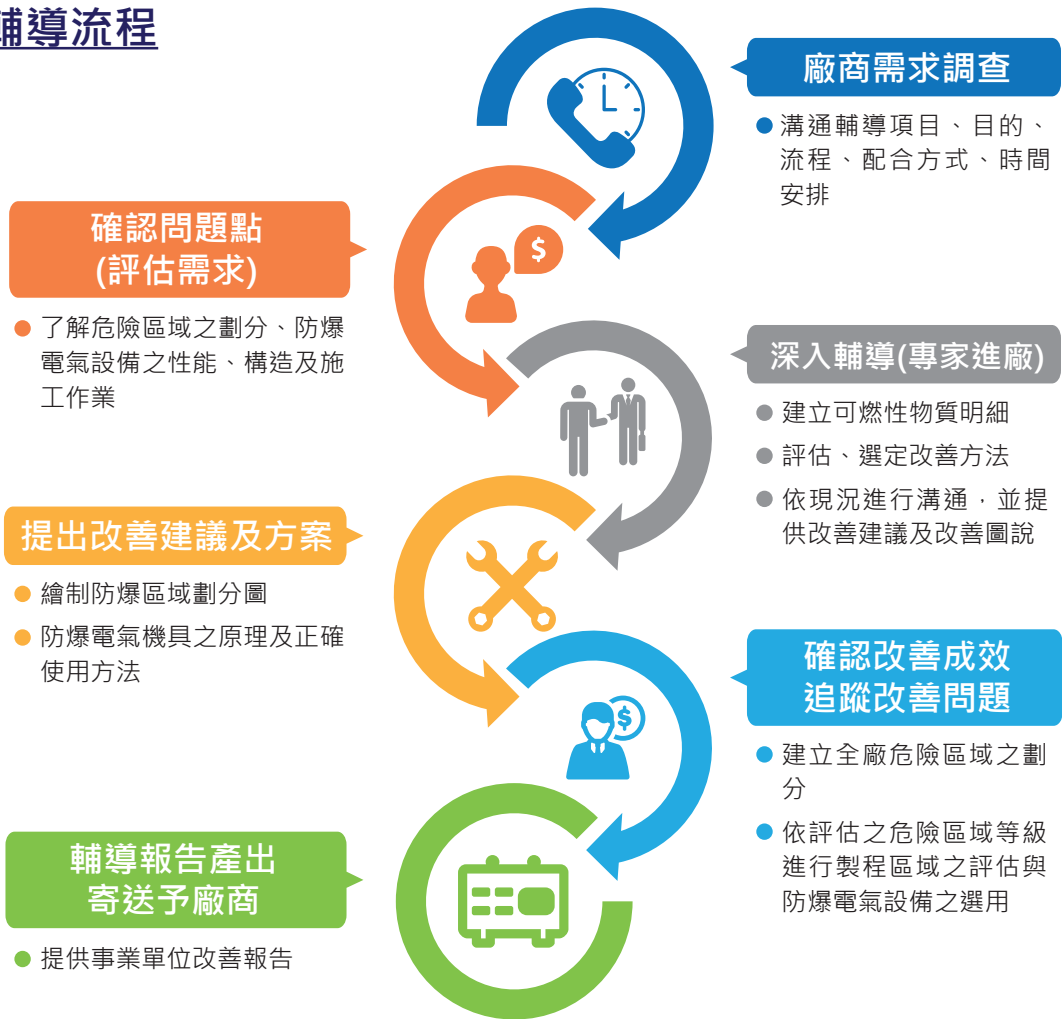 輔導流程
廠商需求調查
● 溝通輔導項目、目的、
流程、配合方式、時間
安排
確認問題點
(評估需求)
● 了解危險區域之劃分、防爆
電氣設備之性能、構造及施
工作業
$
深入輔導(專家進廠)
● 建立可燃性物質明細
● 評估、選定改善方法
● 依現況進行溝通，並提
供改善建議及改善圖說
提出改善建議及方案
● 繪制防爆區域劃分圖
● 防爆電氣機具之原理及正確
使用方法
確認改善成效
追蹤改善問題
● 建立全廠危險區域之劃
分
● 依評估之危險區域等級
進行製程區域之評估與
防爆電氣設備之選用
$
輔導報告產出
寄送予廠商
● 提供事業單位改善報告